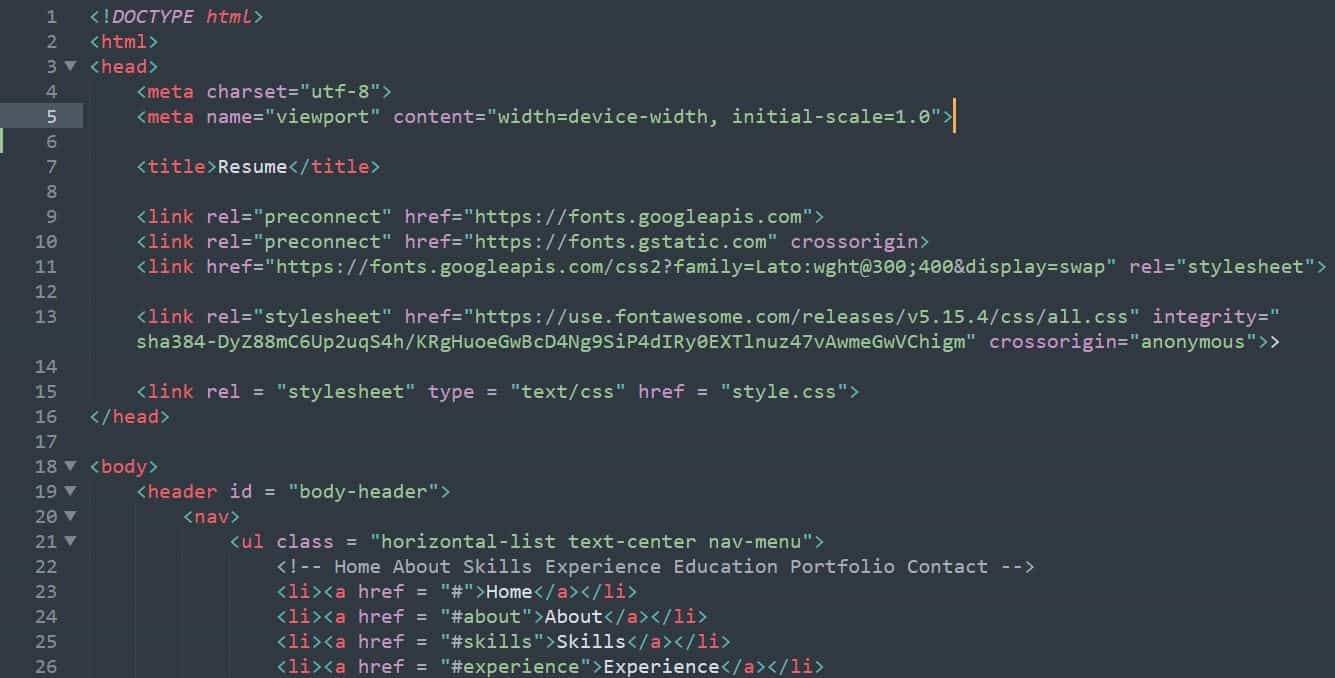 1 <!DOCTYPE html>
2 <html>
3 <head>
4 <meta charset="utf-8">
5 <meta name="viewport" content="width=device-width, initial-scale=1.0">
6
7 <title>Resume</title>
8
9 <link rel="preconnect" href="https://fonts.googleapis.com">
10 <link rel="preconnect" href="https://fonts.gstatic.com" crossorigin>
11 <link href="https://fonts.googleapis.com/css2?family=Lato:wght@300;400&display=swap" rel="stylesheet">
12
13 <link rel="stylesheet" href="https://use.fontawesome.com/releases/v5.15.4/css/all.css" integrity="
sha384-DyZ88mC6Up2uqS4h/KRgHuoeGwBcD4Ng9SiP4dIRy0EXTlnuz47vAwmeGwVChigm" crossorigin="anonymous">>
14
15 <link rel = "stylesheet" type = "text/css" href = "style.css">
16 </head>
17
18 <body>
19 <header id = "body-header">
20 <nav>
21 <ul class = "horizontal-list text-center nav-menu">
22 <!-- Home About Skills Experience Education Portfolio Contact -->
23 <li><a href = "#">Home</a></li>
24 <li><a href = "#about">About</a></li>
25 <li><a href = "#skills">Skills</a></li>
26 <li><a href = "#experience">Experience</a></li>